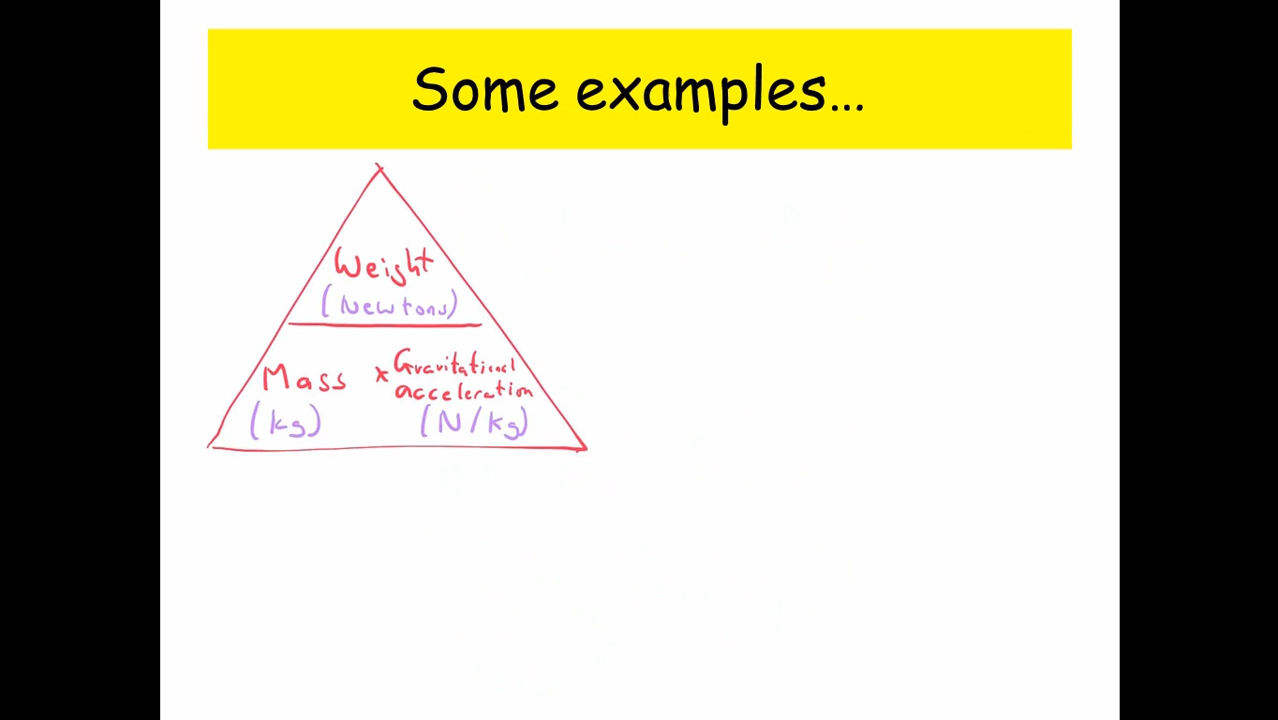 Some examples...
Weight
(Newtons)
Mass x Gravitational
acceleration
(kg) (N/kg)